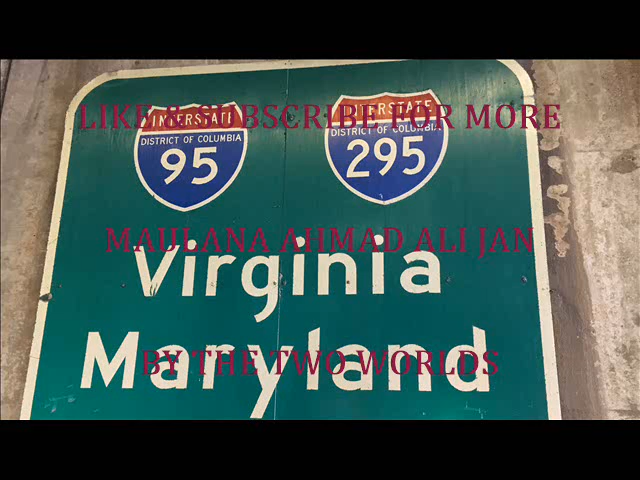 LIKE & SUBSCRIBE FOR MORE
INTERSTATE
DISTRICT OF COLUMBIA
95
INTERSTATE
DISTRICT OF COLUMBIA
295
MAULANA AHMAD ALI JAN
Virginia
BY THE TWO WORLDS
Maryland